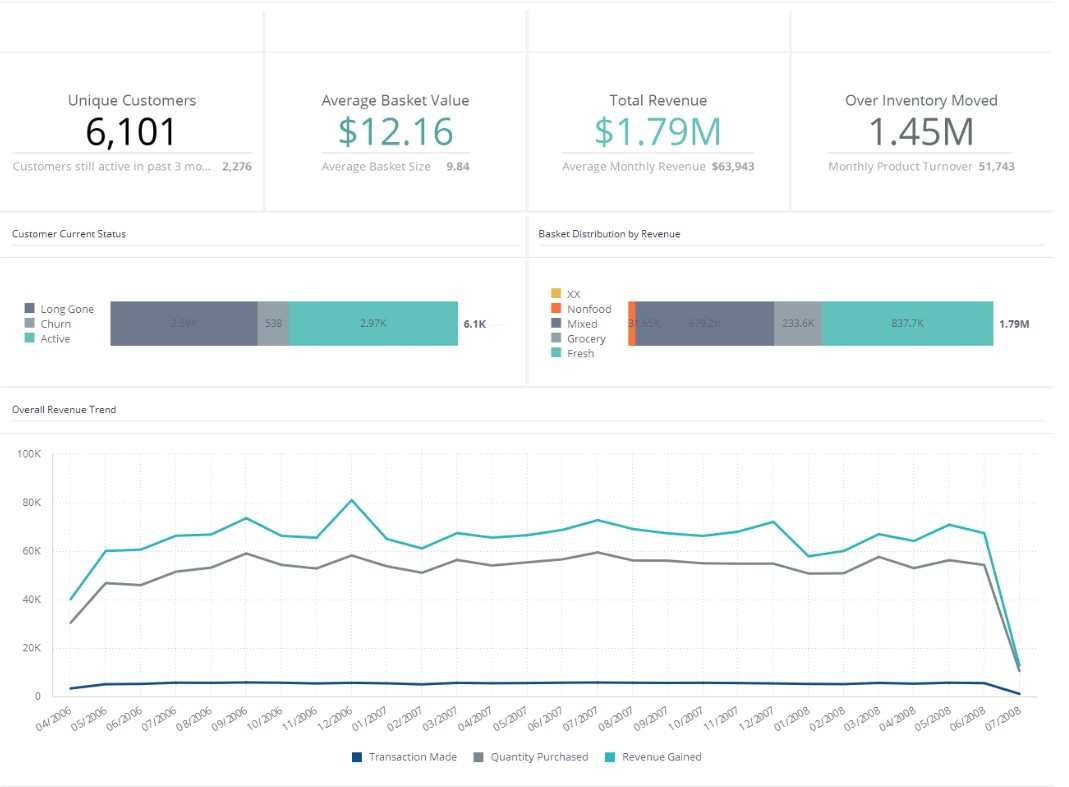 Unique Customers
6,101
Customers still active in past 3 mo... 2,276
Average Basket Value
$12.16
Average Basket Size 9.84
Total Revenue
$1.79M
Average Monthly Revenue $63,943
Over Inventory Moved
1.45M
Monthly Product Turnover 51,743
Customer Current Status
Long Gone
Churn
Active
2.59K 538 2.97K 6.1K
Basket Distribution by Revenue
XX
Nonfood
Mixed
Grocery
Fresh
31.65K 679.2K 233.6K 837.7K 1.79M
Overall Revenue Trend
100K
80K
60K
40K
20K
0
04/2006 05/2006 06/2006 07/2006 08/2006 09/2006 10/2006 11/2006 12/2006 01/2007 02/2007 03/2007 04/2007 05/2007 06/2007 07/2007 08/2007 09/2007 10/2007 11/2007 12/2007 01/2008 02/2008 03/2008 04/2008 05/2008 06/2008 07/2008
Transaction Made Quantity Purchased Revenue Gained